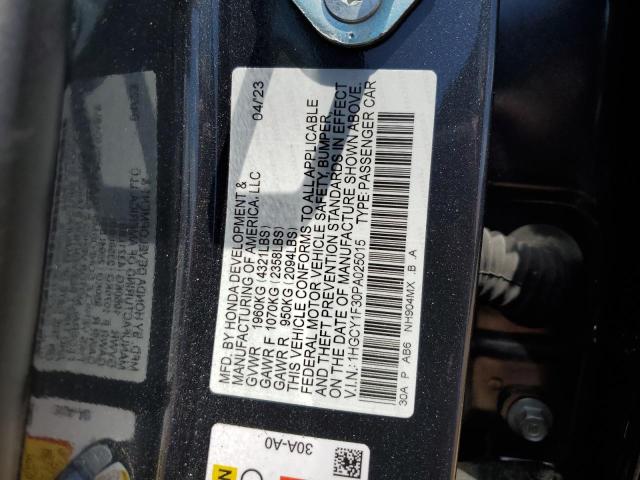 MFD. BY HONDA DEVELOPMENT &
MANUFACTURING OF AMERICA, LLC 04/23
GVWR 1960KG (4321LBS)
GAWR F 1070KG (2358LBS)
GAWR R 950KG (2094LBS)
THIS VEHICLE CONFORMS TO ALL APPLICABLE
FEDERAL MOTOR VEHICLE SAFETY, BUMPER,
AND THEFT PREVENTION STANDARDS IN EFFECT
ON THE DATE OF MANUFACTURE SHOWN ABOVE.
V.I.N.: 1HGCY1F30PA025015 TYPE: PASSENGER CAR
30A P AB6 NH904MX .B .A
30A-A0